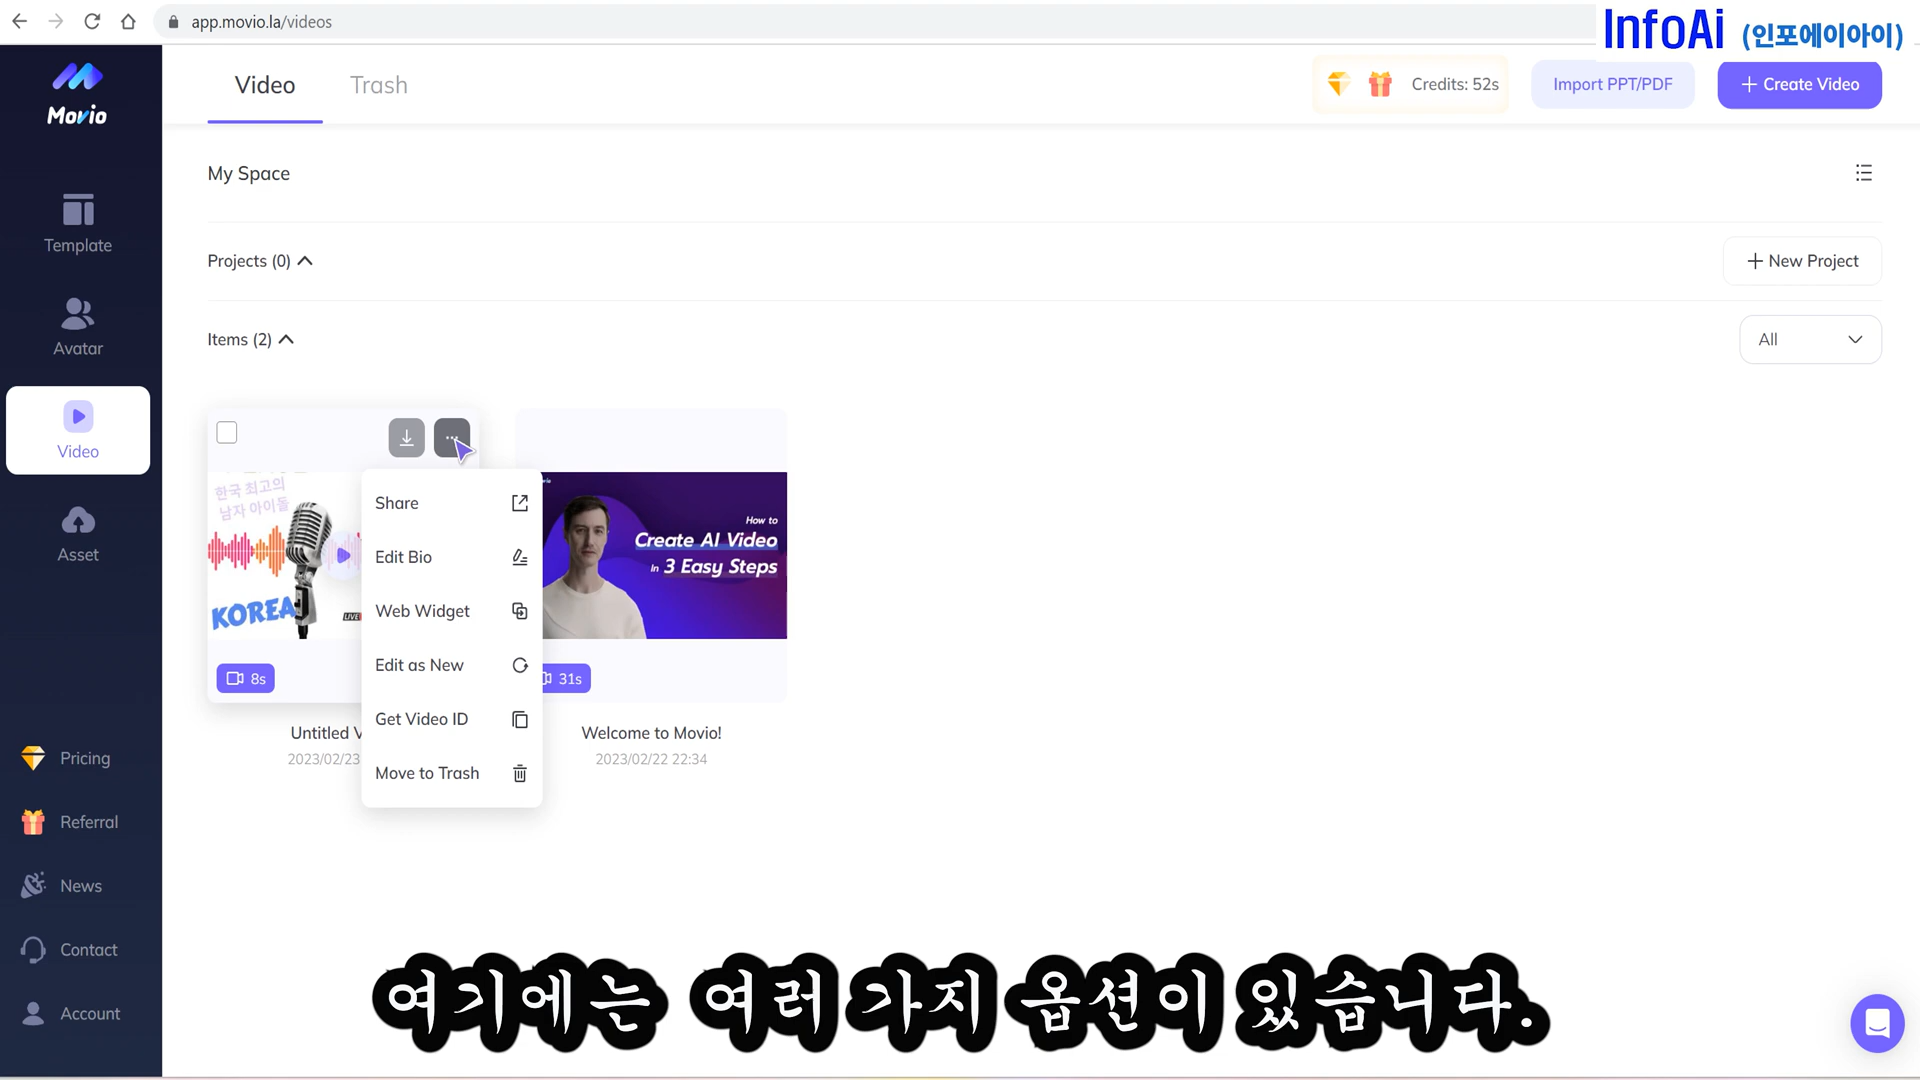 app.movio.la/videos
InfoAi (인포에이아이)
Movio
Video
Trash
Credits: 52s
Import PPT/PDF
+ Create Video
My Space
Template
Projects (0)
+ New Project
Avatar
Items (2)
All
Video
Asset
한국 최고의
남자 아이돌
KOREA
LIVE
8s
Share
Edit Bio
Web Widget
Edit as New
Get Video ID
Move to Trash
How to
Create AI Video
In 3 Easy Steps
31s
Untitled V
2023/02/23
Welcome to Movio!
2023/02/22 22:34
Pricing
Referral
News
Contact
Account
여기에는 여러 가지 옵션이 있습니다.